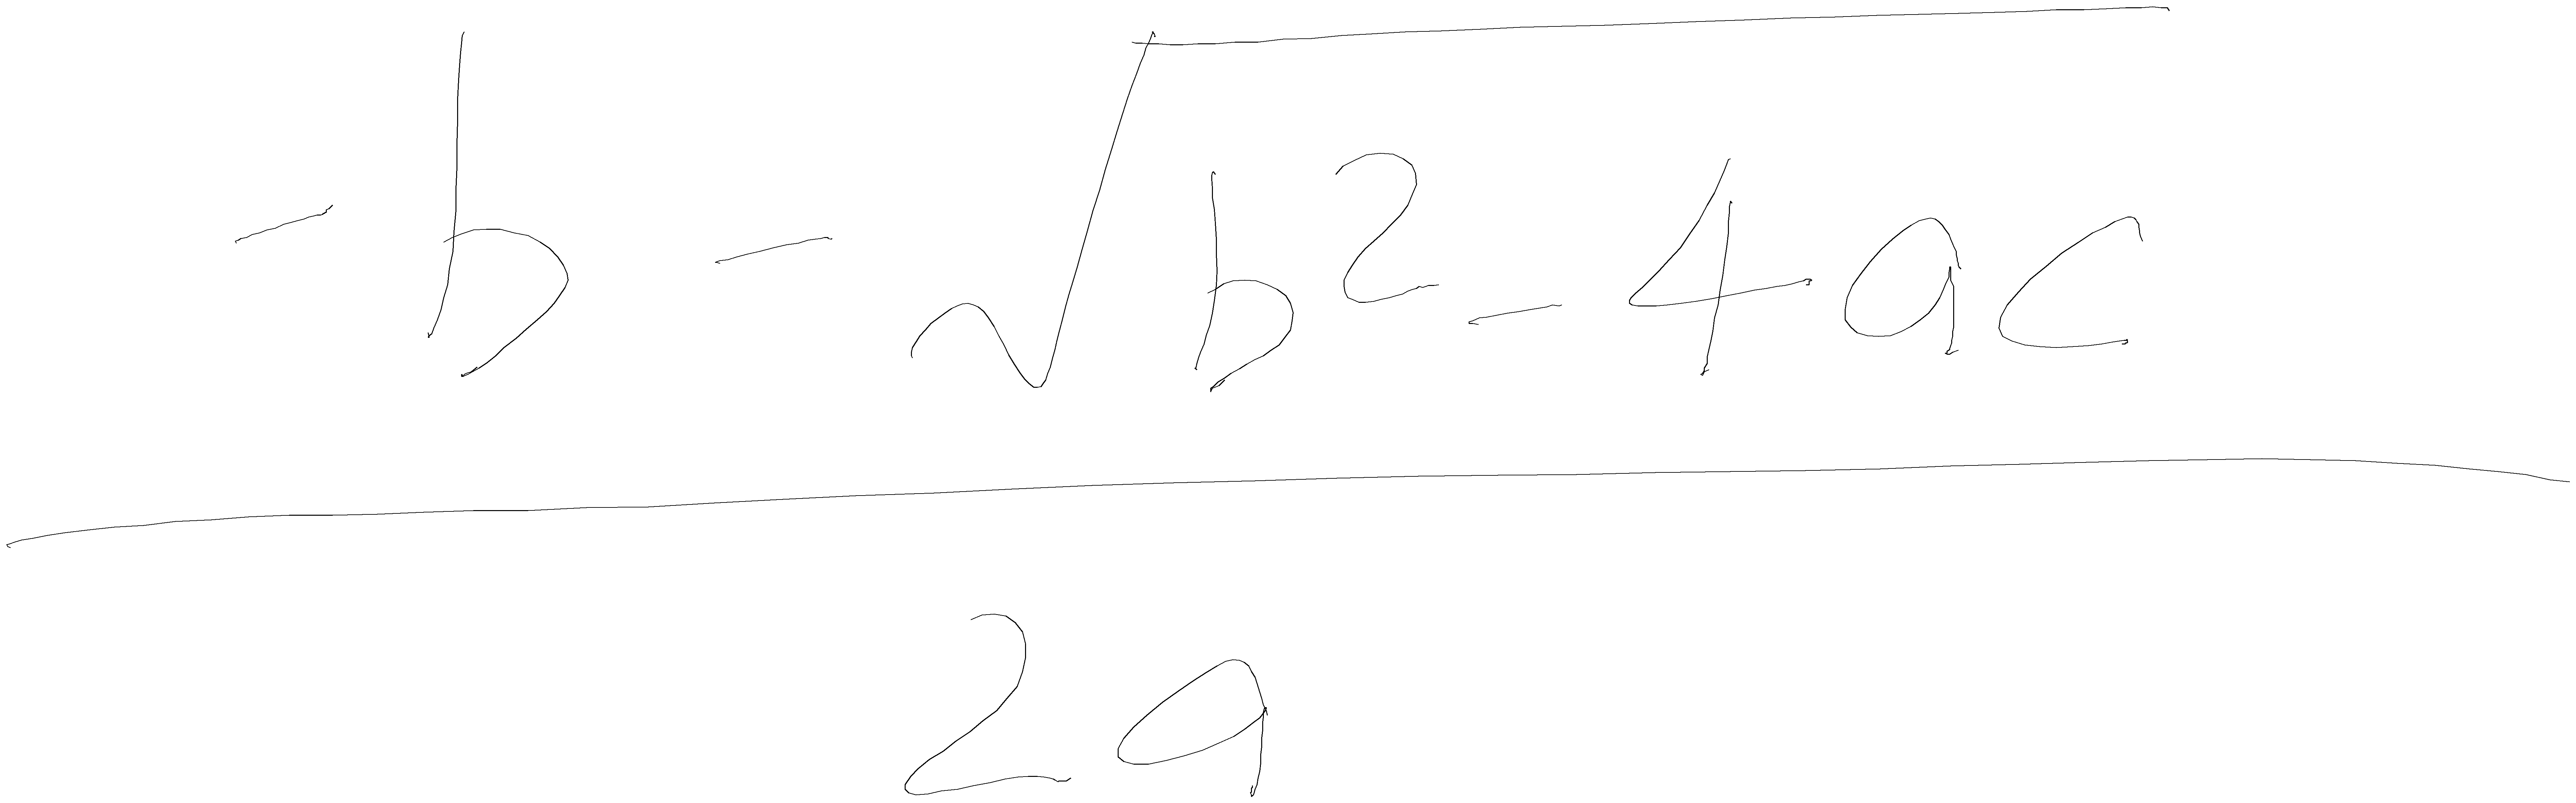 -b - √(b² - 4ac)
2a